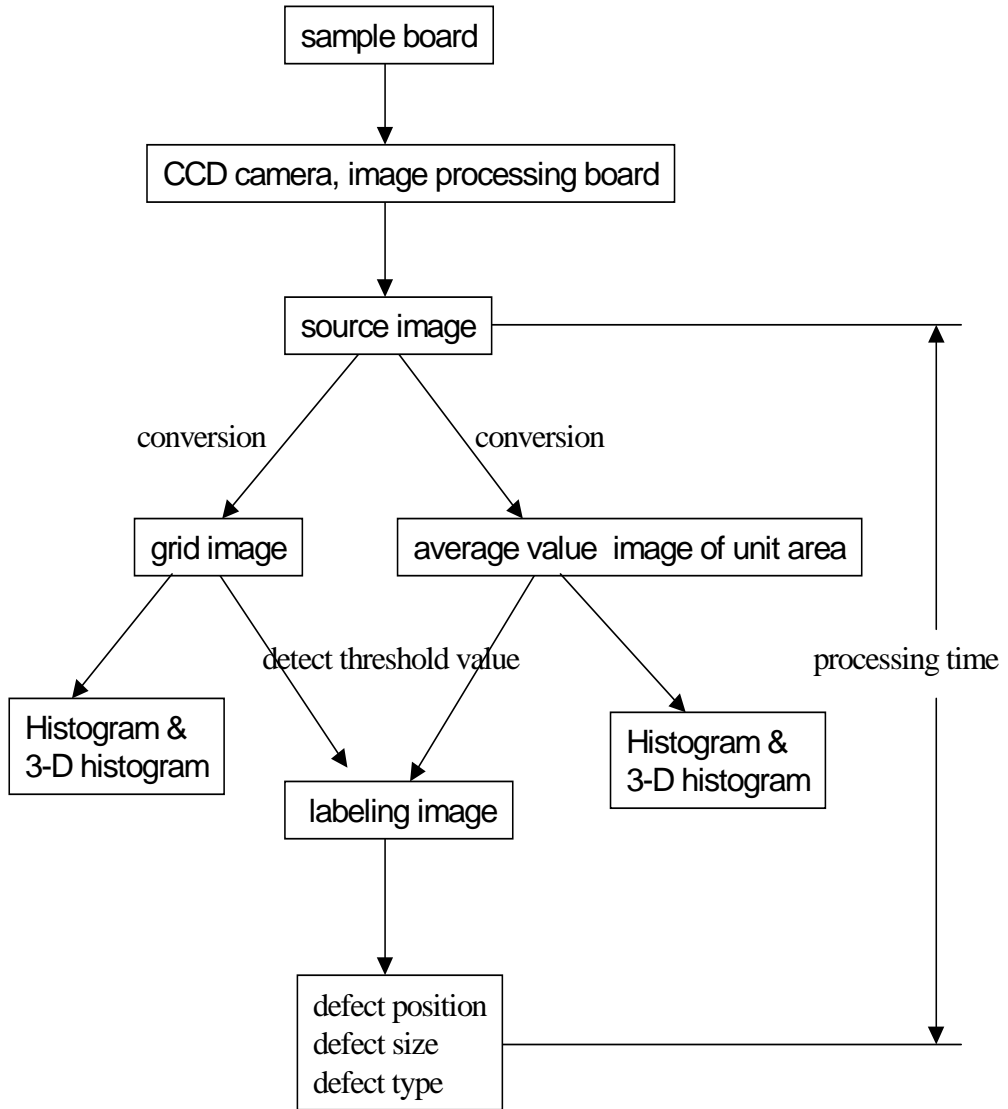 sample board
CCD camera, image processing board
source image
conversion
conversion
grid image
average value image of unit area
detect threshold value
processing time
Histogram &
3-D histogram
Histogram &
3-D histogram
labeling image
defect position
defect size
defect type